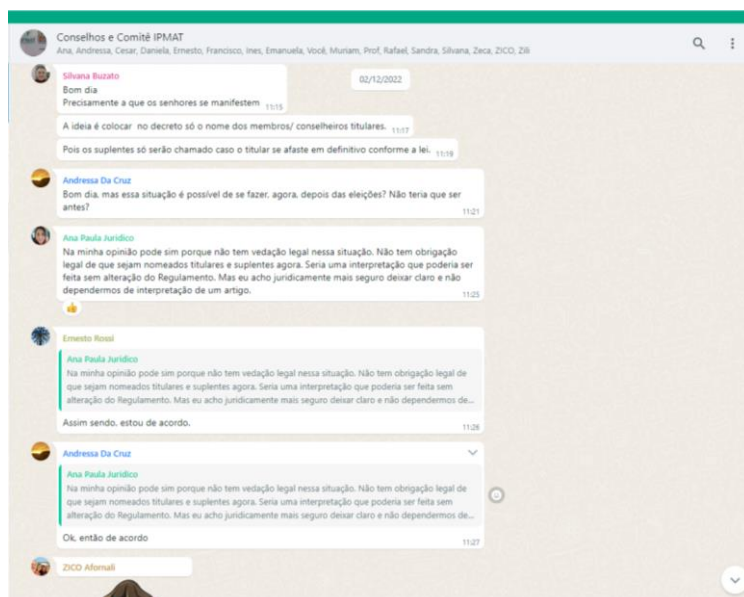 Conselhos e Comitê IPMAT
Ana, Andressa, Cesar, Daniela, Ernesto, Francisco, Ines, Emanuela, Você, Muriam, Prof, Rafael, Sandra, Silvana, Zeca, ZICO, Zili
02/12/2022
Silvana Buzato
Bom dia
Precisamente a que os senhores se manifestem 11:15
A ideia é colocar no decreto só o nome dos membros/ conselheiros titulares. 11:17
Pois os suplentes só serão chamado caso o titular se afaste em definitivo conforme a lei. 11:19
Andressa Da Cruz
Bom dia, mas essa situação é possível de se fazer, agora, depois das eleições? Não teria que ser
antes?
11:21
Ana Paula Jurídico
Na minha opinião pode sim porque não tem vedação legal nessa situação. Não tem obrigação
legal de que sejam nomeados titulares e suplentes agora. Seria uma interpretação que poderia ser
feita sem alteração do Regulamento. Mas eu acho juridicamente mais seguro deixar claro e não
dependermos de interpretação de um artigo.
11:25
Ernesto Rossi
Ana Paula Jurídico
Na minha opinião pode sim porque não tem vedação legal nessa situação. Não tem obrigação legal de
que sejam nomeados titulares e suplentes agora. Seria uma interpretação que poderia ser feita sem
alteração do Regulamento. Mas eu acho juridicamente mais seguro deixar claro e não dependermos de...
Assim sendo, estou de acordo.
11:26
Andressa Da Cruz
Ana Paula Jurídico
Na minha opinião pode sim porque não tem vedação legal nessa situação. Não tem obrigação legal de
que sejam nomeados titulares e suplentes agora. Seria uma interpretação que poderia ser feita sem
alteração do Regulamento. Mas eu acho juridicamente mais seguro deixar claro e não dependermos de...
Ok, então de acordo
11:27
ZICO Afornali